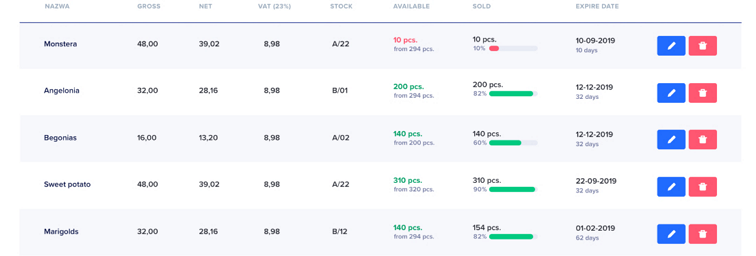 NAZWA GROSS NET VAT (23%) STOCK AVAILABLE SOLD EXPIRE DATE
Monstera 48,00 39,02 8,98 A/22 10 pcs. 10 pcs. 10-09-2019
from 294 pcs. 10% 10 days
Angelonia 32,00 28,16 8,98 B/01 200 pcs. 200 pcs. 12-12-2019
from 294 pcs. 82% 32 days
Begonias 16,00 13,20 8,98 A/02 140 pcs. 140 pcs. 12-12-2019
from 200 pcs. 60% 32 days
Sweet potato 48,00 39,02 8,98 A/22 310 pcs. 310 pcs. 22-09-2019
from 320 pcs. 90% 32 days
Marigolds 32,00 28,16 8,98 B/12 140 pcs. 154 pcs. 01-02-2019
from 294 pcs. 82% 62 days